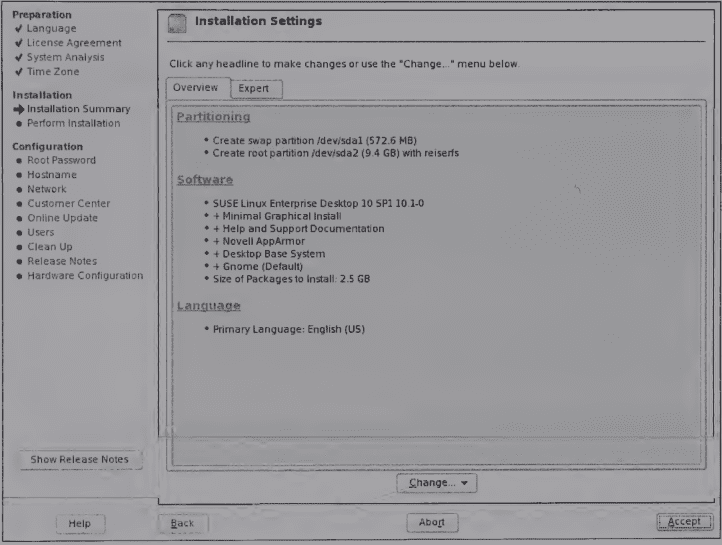 Preparation
Language
License Agreement
System Analysis
Time Zone
Installation
Installation Summary
Perform Installation
Configuration
Root Password
Hostname
Network
Customer Center
Online Update
Users
Clean Up
Release Notes
Hardware Configuration
Show Release Notes
Help
Installation Settings
Click any headline to make changes or use the "Change..." menu below.
Overview Expert
Partitioning
• Create swap partition /dev/sda1 (572.6 MB)
• Create root partition /dev/sda2 (9.4 GB) with reiserfs
Software
• SUSE Linux Enterprise Desktop 10 SP1 10.1-0
• + Minimal Graphical Install
• + Help and Support Documentation
• + Novell AppArmor
• + Desktop Base System
• + Gnome (Default)
• Size of Packages to Install: 2.5 GB
Language
• Primary Language: English (US)
Change...
Back Abort Accept